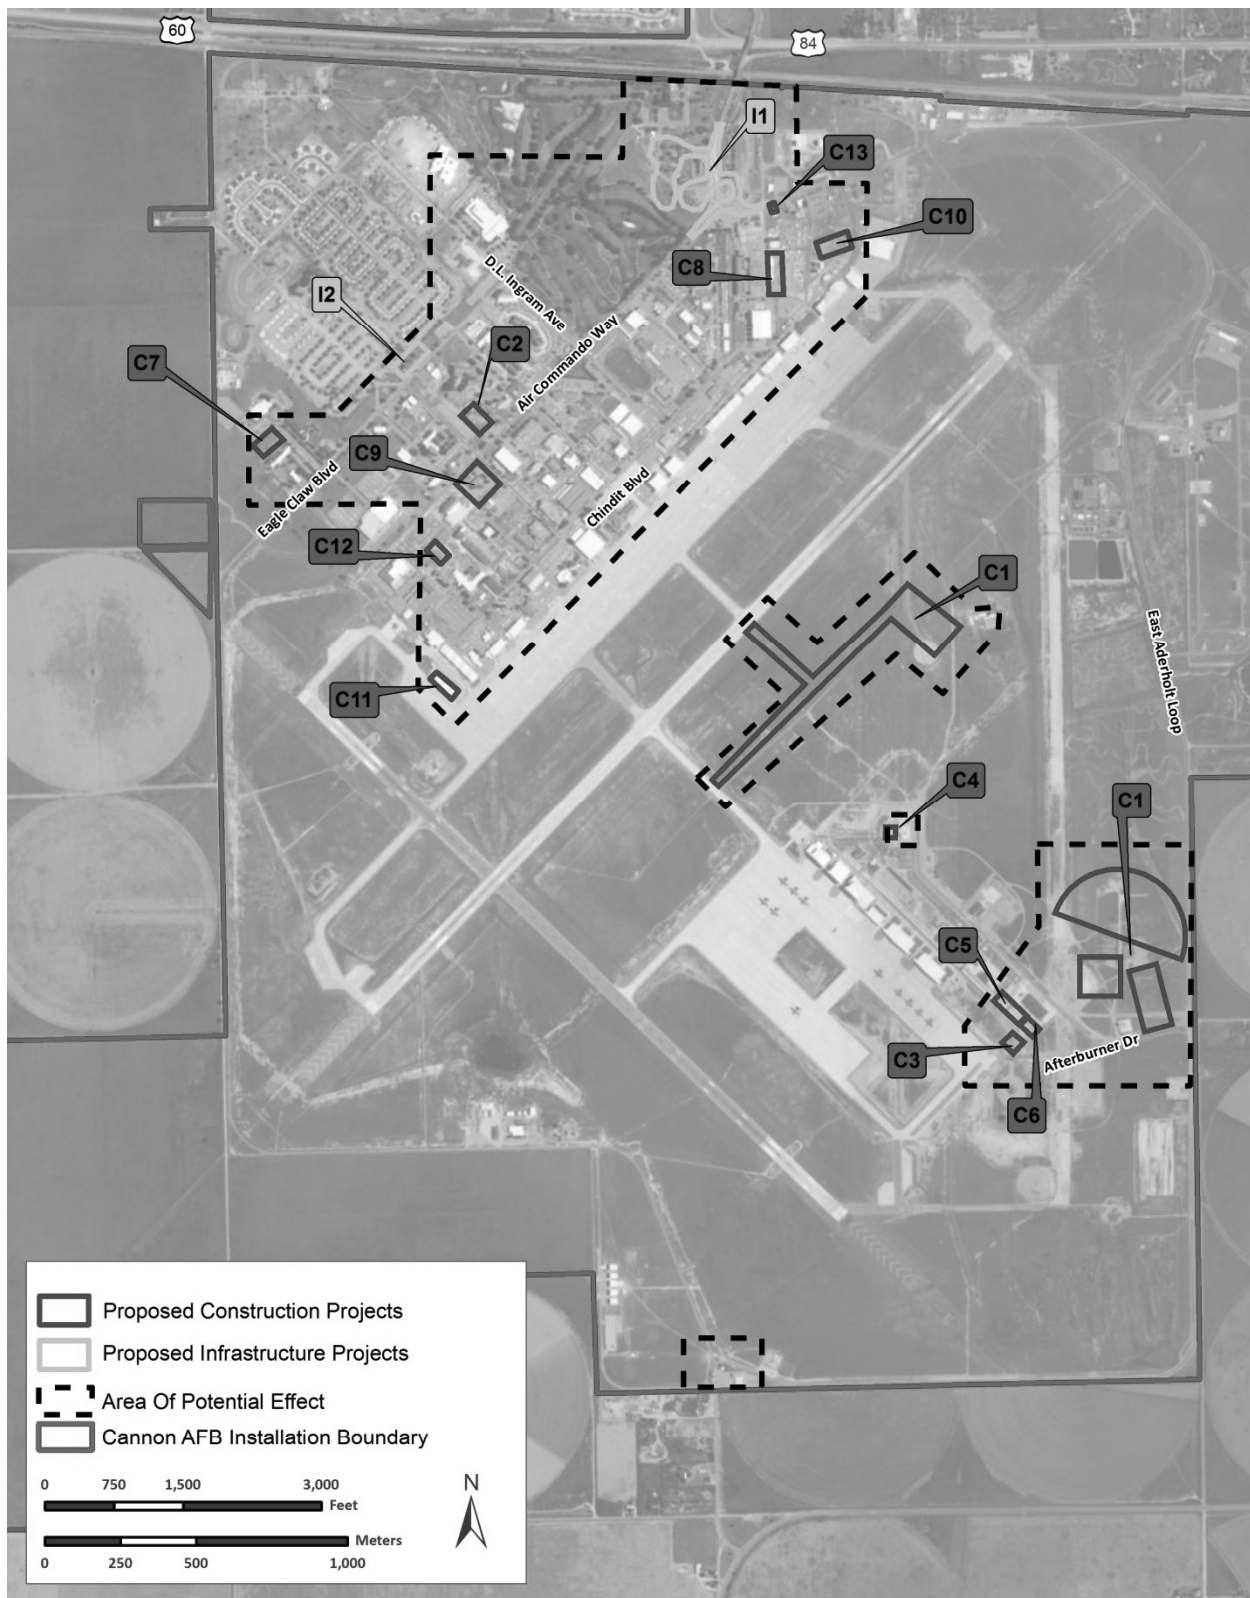 60
84
I1
C13
C10
C8
D.L. Ingram Ave
I2
Air Commando Way
C2
C7
C9
Chindit Blvd
Eagle Claw Blvd
C12
C1
East Aderholt Loop
C11
C4
C1
C5
C3
Afterburner Dr
C6
Proposed Construction Projects
Proposed Infrastructure Projects
Area Of Potential Effect
Cannon AFB Installation Boundary
0 750 1,500 3,000
Feet
N
Meters
0 250 500 1,000